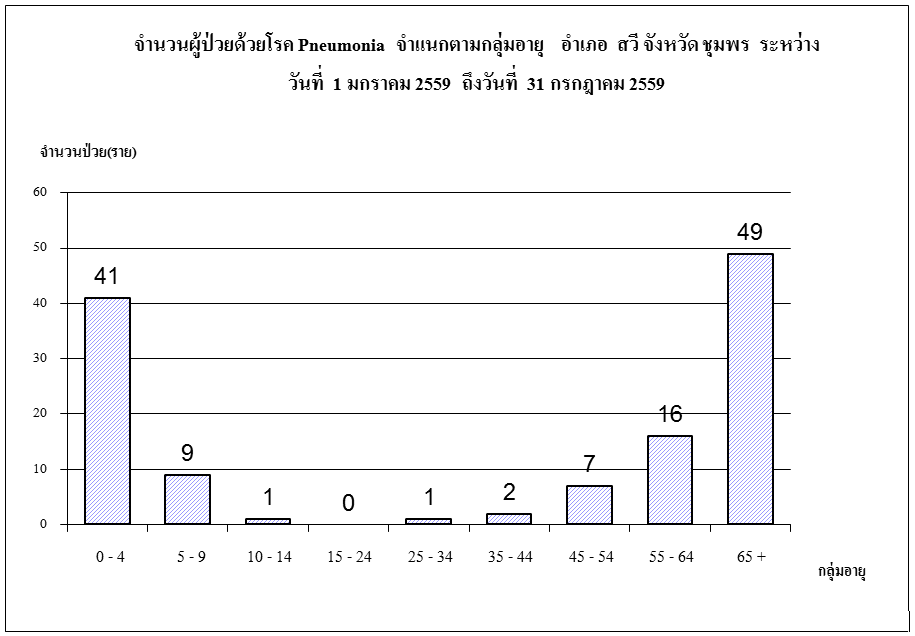 จำนวนผู้ป่วยด้วยโรค Pneumonia จำแนกตามกลุ่มอายุ อำเภอ สวี จังหวัด ชุมพร ระหว่าง
วันที่ 1 มกราคม 2559 ถึงวันที่ 31 กรกฎาคม 2559
จำนวนป่วย(ราย)
60
50
40
30
20
10
0
41
9
1
0
1
2
7
16
49
0 - 4
5 - 9
10 - 14
15 - 24
25 - 34
35 - 44
45 - 54
55 - 64
65 +
กลุ่มอายุ